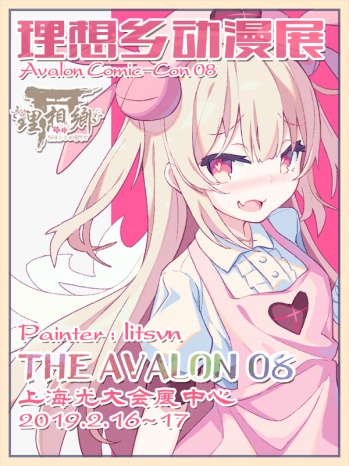 理想乡动漫展
Avalon Comic-Con 08
理想鄉
Painter : litsvn
THE AVALON 08
上海光大会展中心
2019.2.16~17